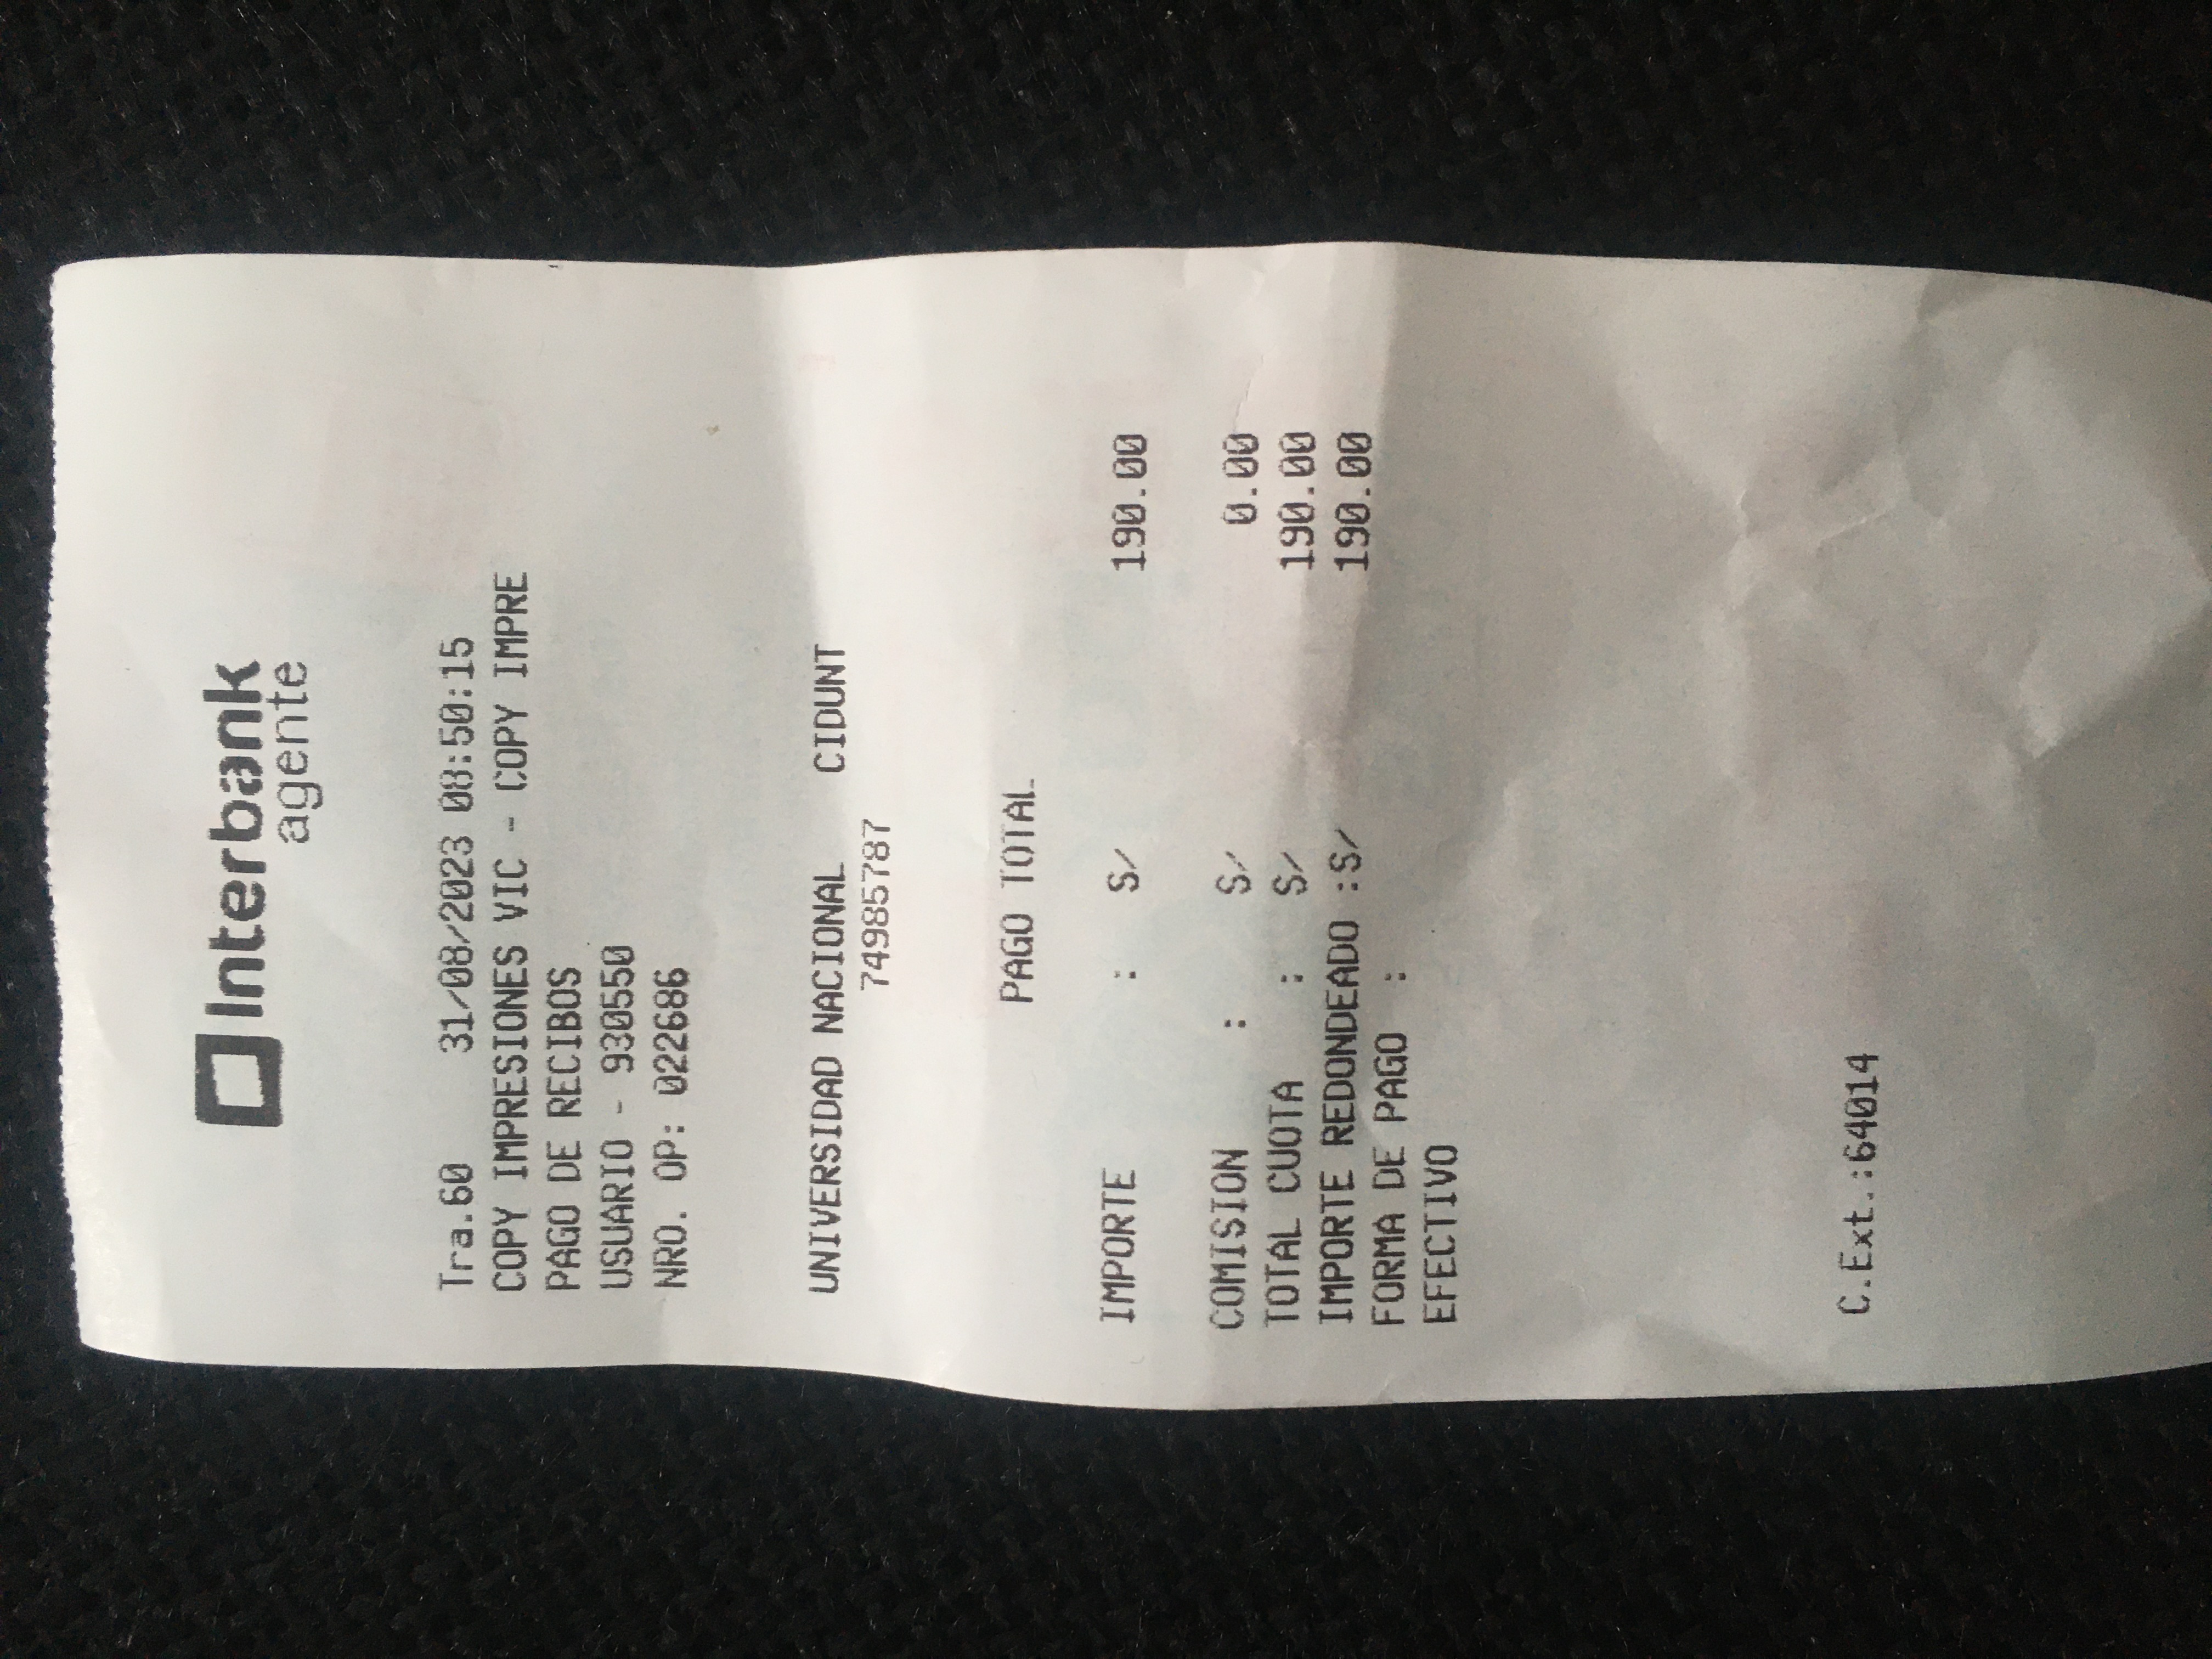 Interbank
agente
Tra.60 31/08/2023 08:50:15
COPY IMPRESIONES VIC - COPY IMPRE
PAGO DE RECIBOS
USUARIO - 930550
NRO. OP: 022686
UNIVERSIDAD NACIONAL CIDUNT
74985787
PAGO TOTAL
IMPORTE : S/ 190.00
COMISION : S/ 0.00
TOTAL CUOTA : S/ 190.00
IMPORTE REDONDEADO :S/ 190.00
FORMA DE PAGO :
EFECTIVO
C.Ext.:64014